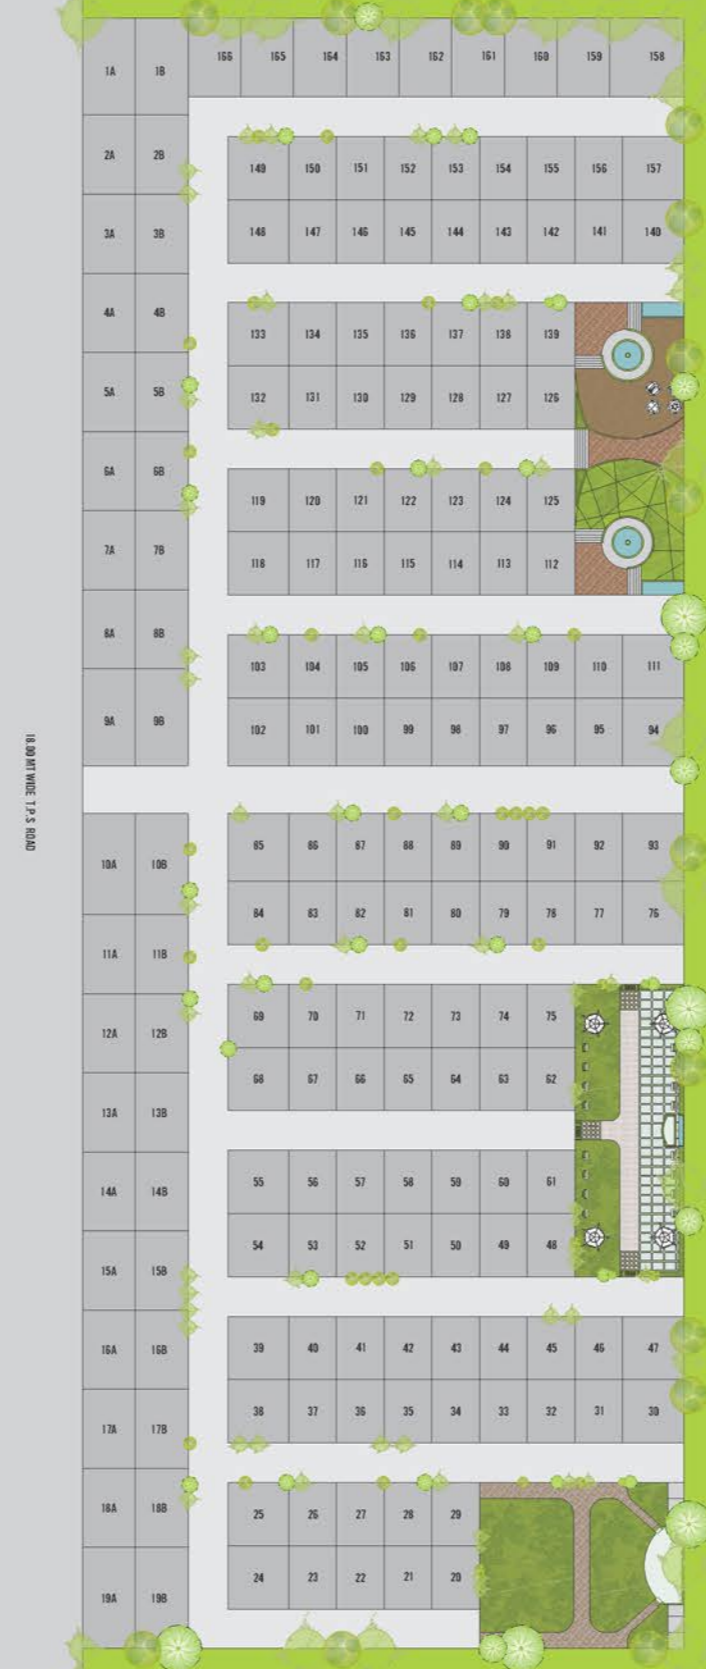 1A 1B 166 165 164 163 162 161 160 159 158
2A 2B 149 150 151 152 153 154 155 156 157
3A 3B 148 147 146 145 144 143 142 141 140
4A 4B 133 134 135 136 137 138 139
5A 5B 132 131 130 129 128 127 126
6A 6B 119 120 121 122 123 124 125
7A 7B 118 117 116 115 114 113 112
8A 8B 103 104 105 106 107 108 109 110 111
9A 9B 102 101 100 99 98 97 96 95 94
18.00 MT WIDE T.P.S ROAD
10A 10B 85 86 87 88 89 90 91 92 93
84 83 82 81 80 79 78 77 76
11A 11B
12A 12B 69 70 71 72 73 74 75
13A 13B 68 67 66 65 64 63 62
14A 14B 55 56 57 58 59 60 61
15A 15B 54 53 52 51 50 49 48
16A 16B 39 40 41 42 43 44 45 46 47
17A 17B 38 37 36 35 34 33 32 31 30
18A 18B 25 26 27 28 29
19A 19B 24 23 22 21 20